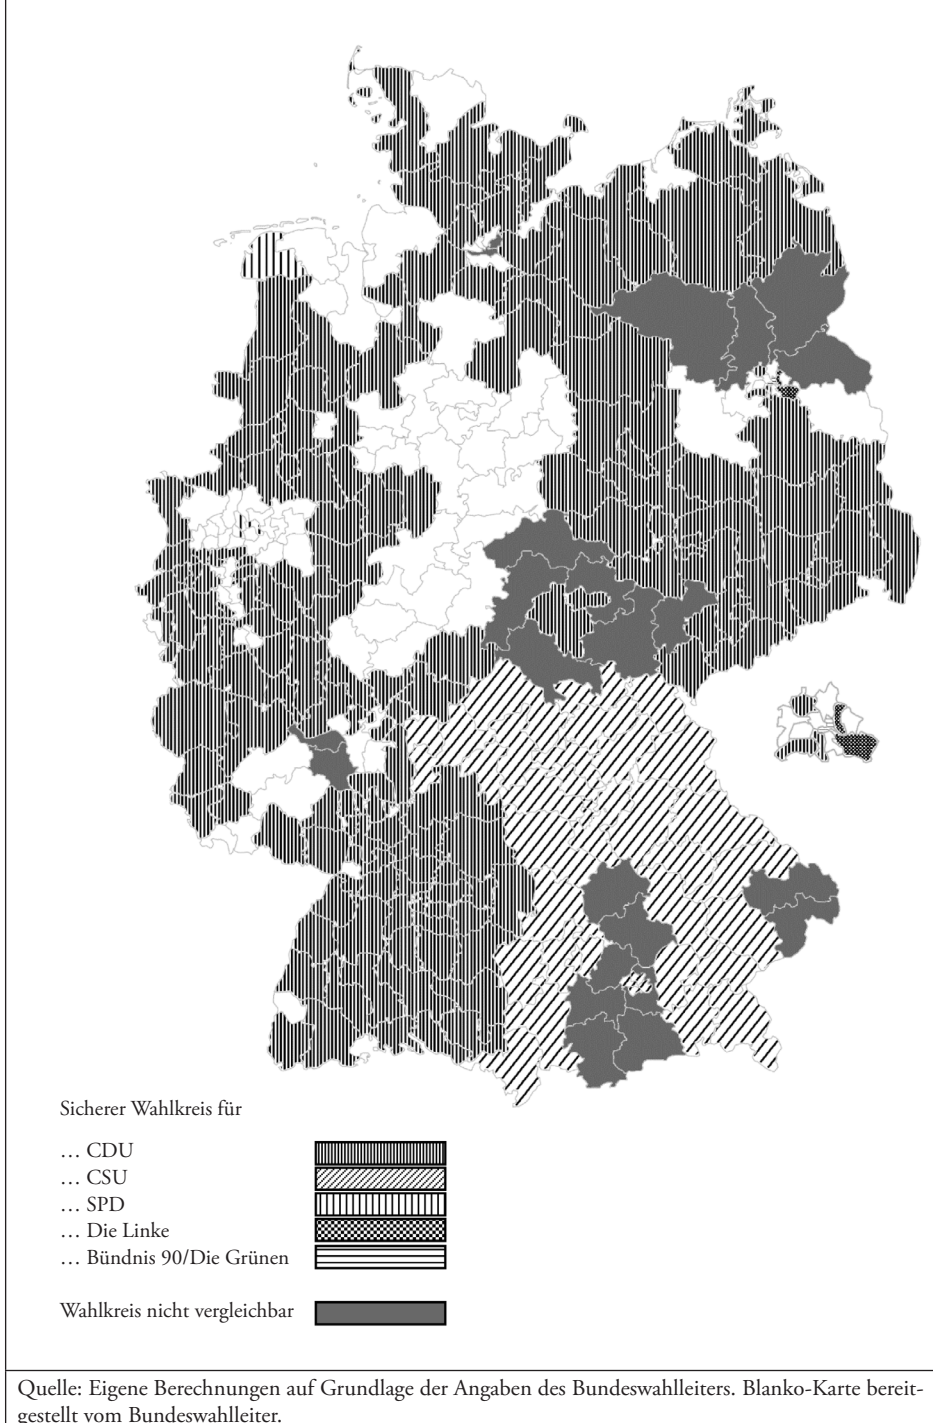 Sicherer Wahlkreis für
… CDU
… CSU
… SPD
… Die Linke
… Bündnis 90/Die Grünen
Wahlkreis nicht vergleichbar
Quelle: Eigene Berechnungen auf Grundlage der Angaben des Bundeswahlleiters. Blanko-Karte bereit-
gestellt vom Bundeswahlleiter.